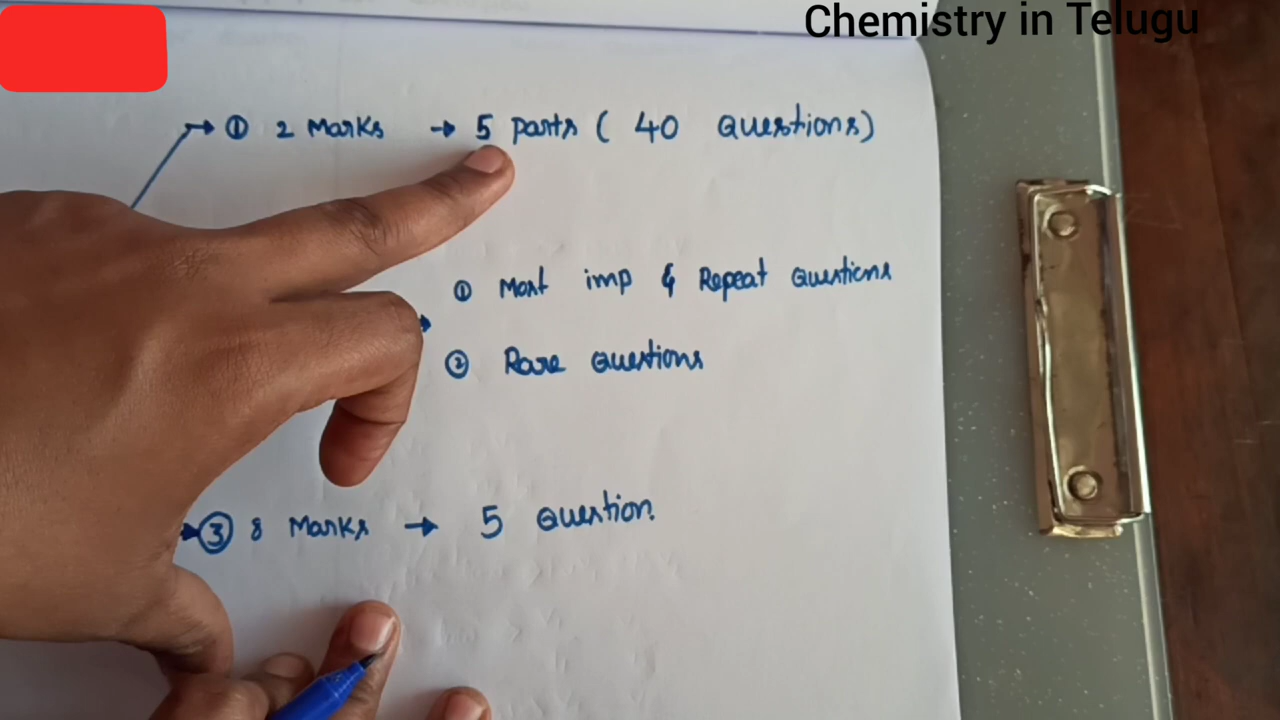 Chemistry in Telugu
① 2 Marks → 5 parts ( 40 Questions)
① Most imp & Repeat Questions
② Rare Questions
③ 8 Marks → 5 Question.